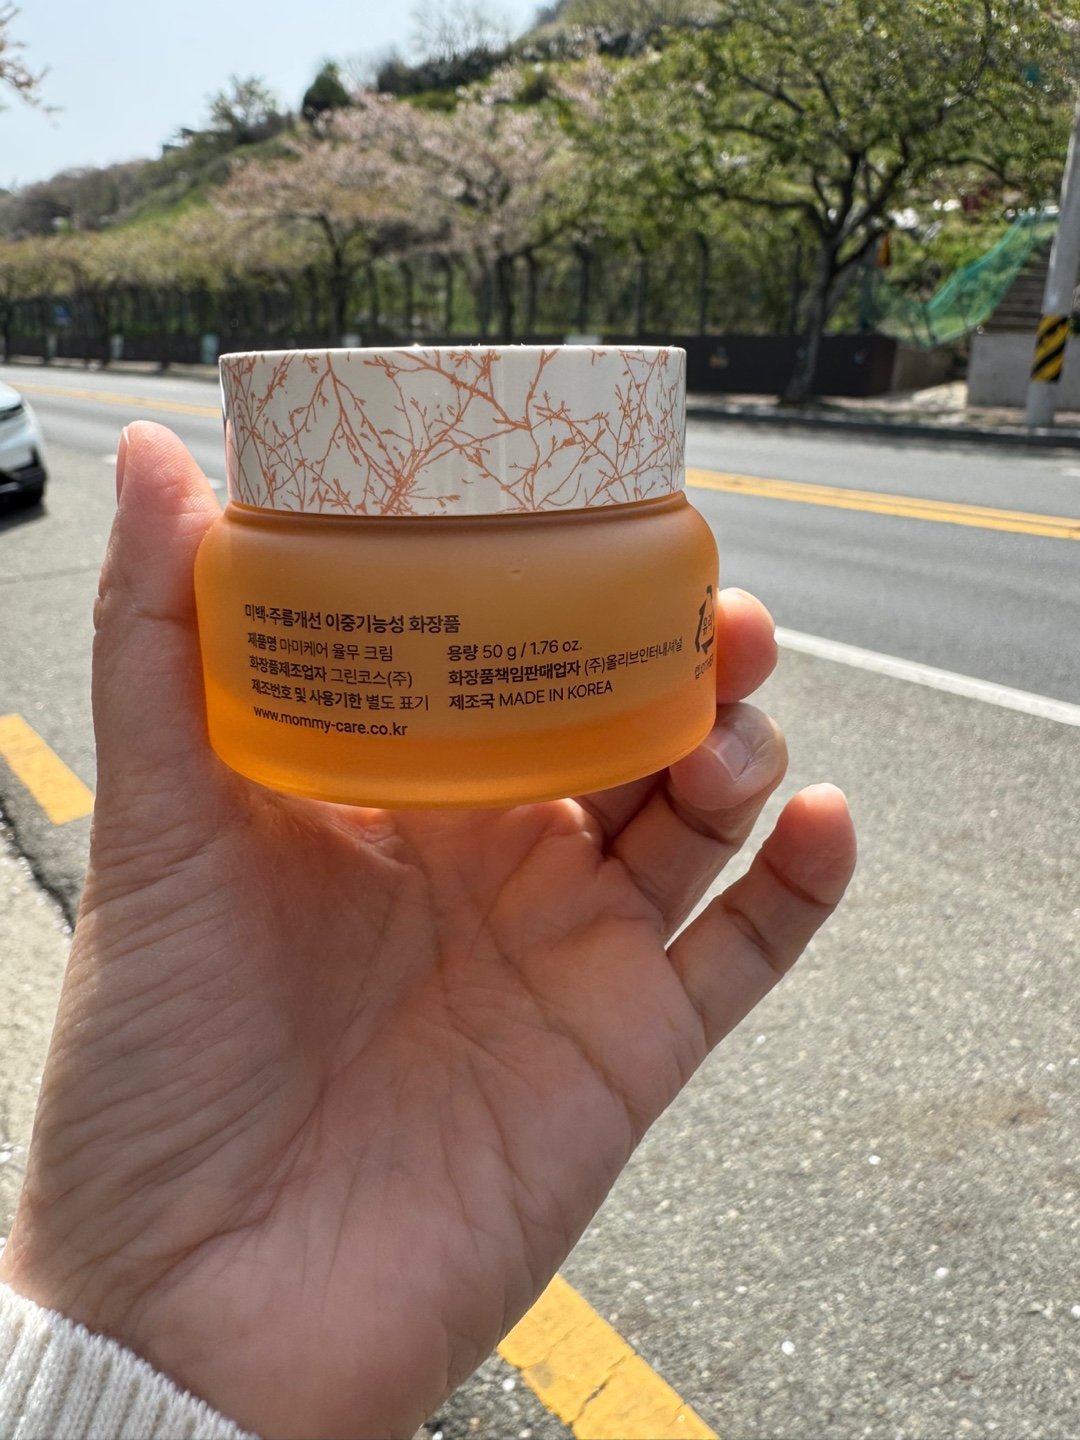 미백·주름개선 이중기능성 화장품
제품명 마미케어 율무 크림
화장품제조업자 그린코스(주)
제조번호 및 사용기한 별도 표기
www.mommy-care.co.kr
용량 50 g / 1.76 oz.
화장품책임판매업자 (주)올리브인터내셔널
제조국 MADE IN KOREA
유리